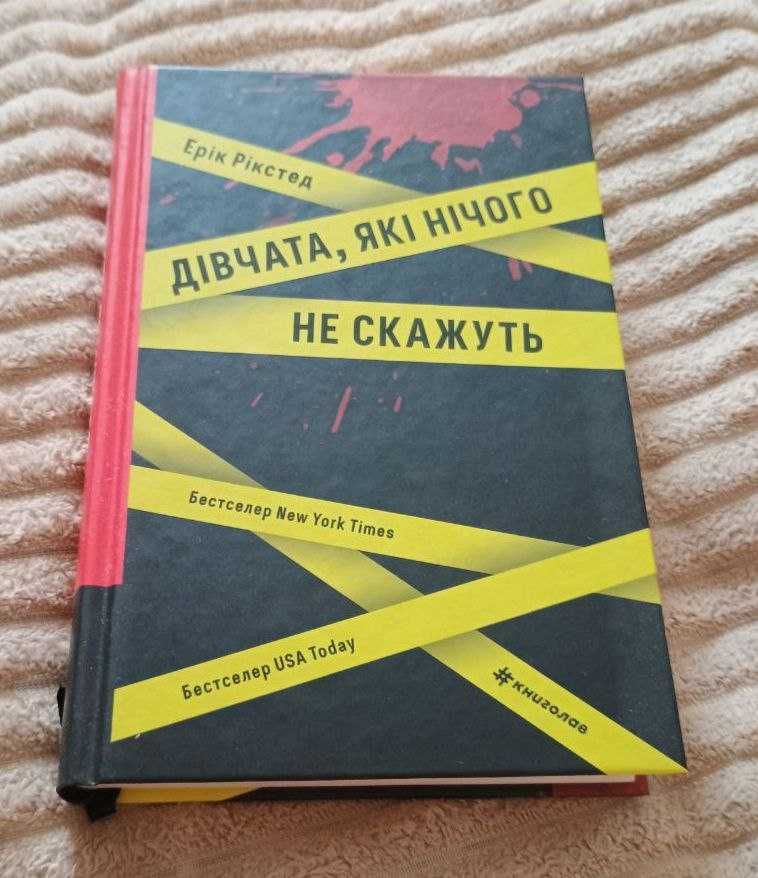 Ерік Рікстед
ДІВЧАТА, ЯКІ НІЧОГО
НЕ СКАЖУТЬ
Бестселер New York Times
Бестселер USA Today
#книголав